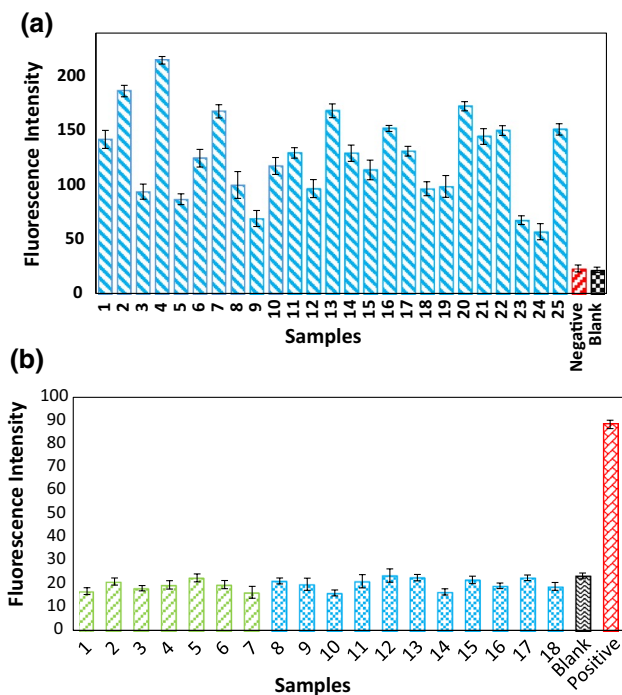 (a)
Fluorescence Intensity
200
150
100
50
0
1 2 3 4 5 6 7 8 9 10 11 12 13 14 15 16 17 18 19 20 21 22 23 24 25 Negative Blank
Samples
(b)
Fluorescence Intensity
100
90
80
70
60
50
40
30
20
10
0
1 2 3 4 5 6 7 8 9 10 11 12 13 14 15 16 17 18 Blank Positive
Samples